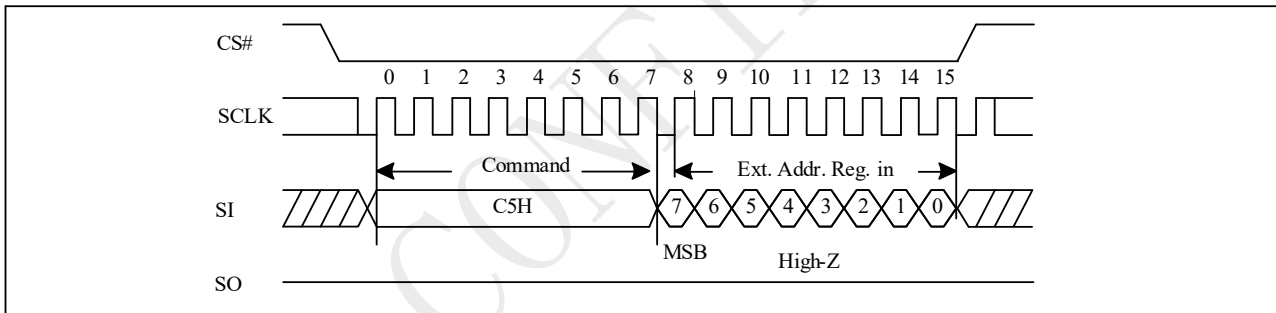 CS#
0 1 2 3 4 5 6 7 8 9 10 11 12 13 14 15
SCLK
Command Ext. Addr. Reg. in
SI C5H 7 6 5 4 3 2 1 0
MSB High-Z
SO